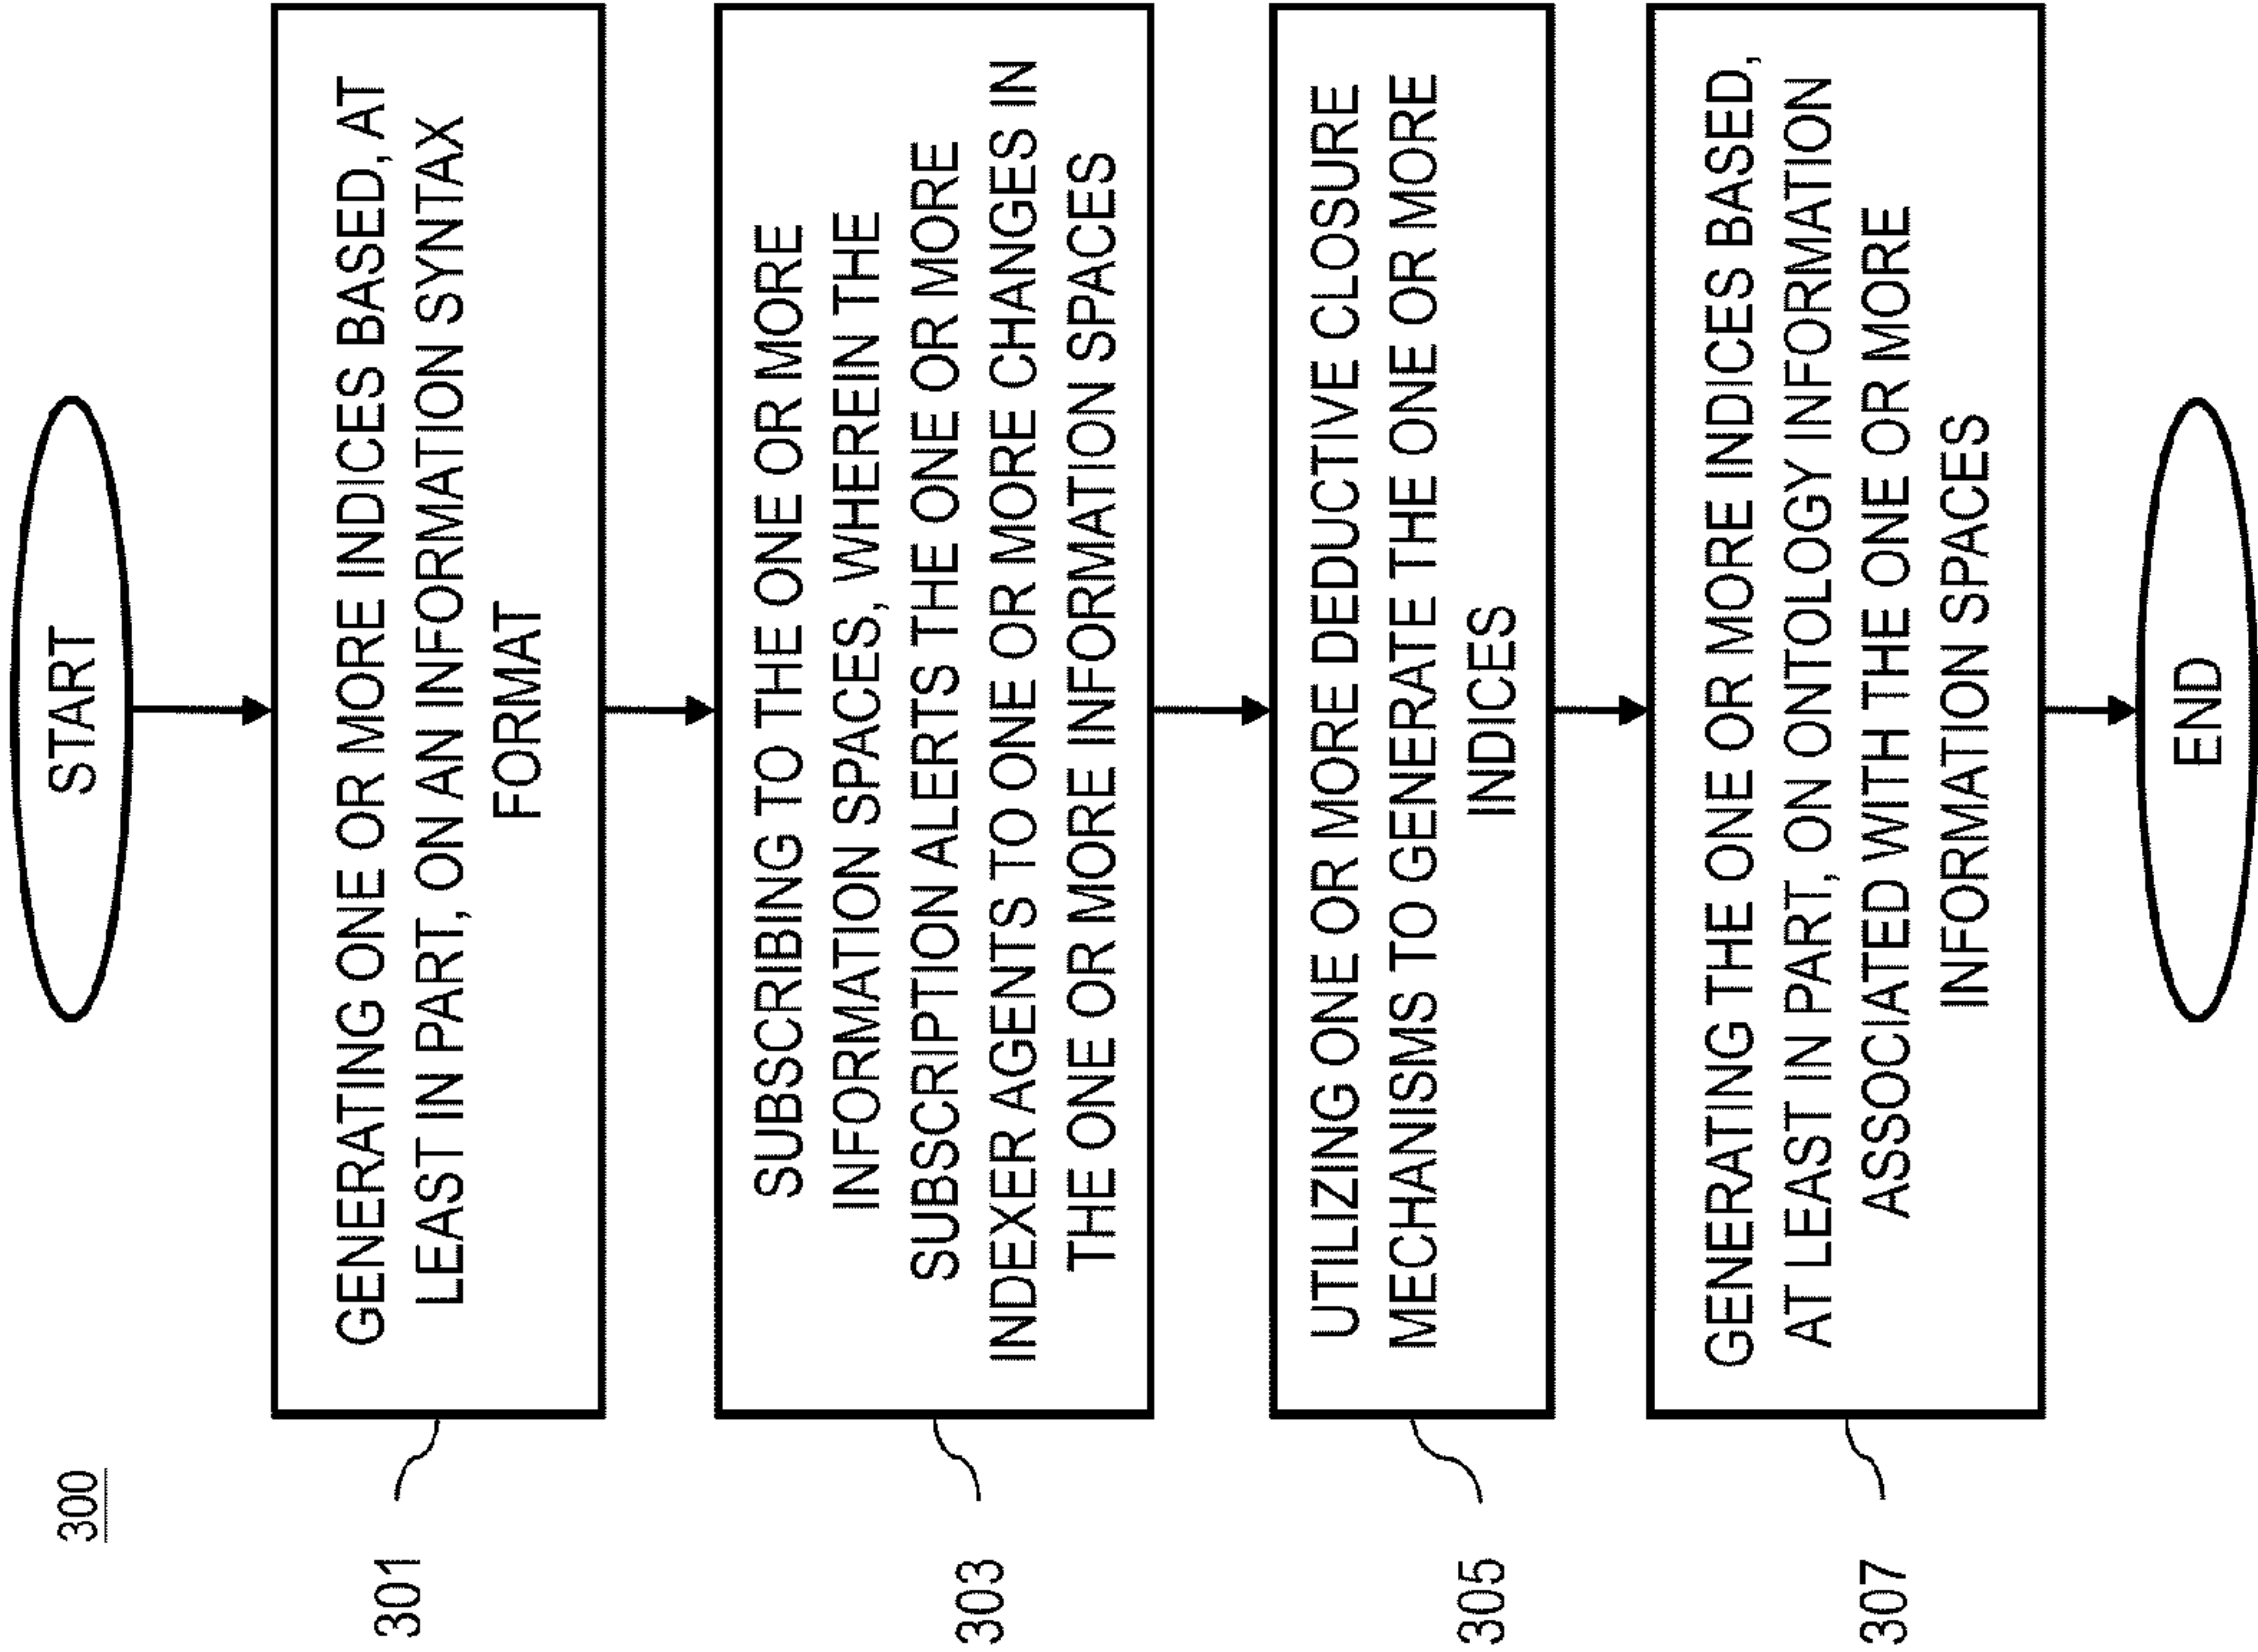 300
START
301
GENERATING ONE OR MORE INDICES BASED, AT
LEAST IN PART, ON AN INFORMATION SYNTAX
FORMAT
303
SUBSCRIBING TO THE ONE OR MORE
INFORMATION SPACES, WHEREIN THE
SUBSCRIPTION ALERTS THE ONE OR MORE
INDEXER AGENTS TO ONE OR MORE CHANGES IN
THE ONE OR MORE INFORMATION SPACES
305
UTILIZING ONE OR MORE DEDUCTIVE CLOSURE
MECHANISMS TO GENERATE THE ONE OR MORE
INDICES
307
GENERATING THE ONE OR MORE INDICES BASED,
AT LEAST IN PART, ON ONTOLOGY INFORMATION
ASSOCIATED WITH THE ONE OR MORE
INFORMATION SPACES
END